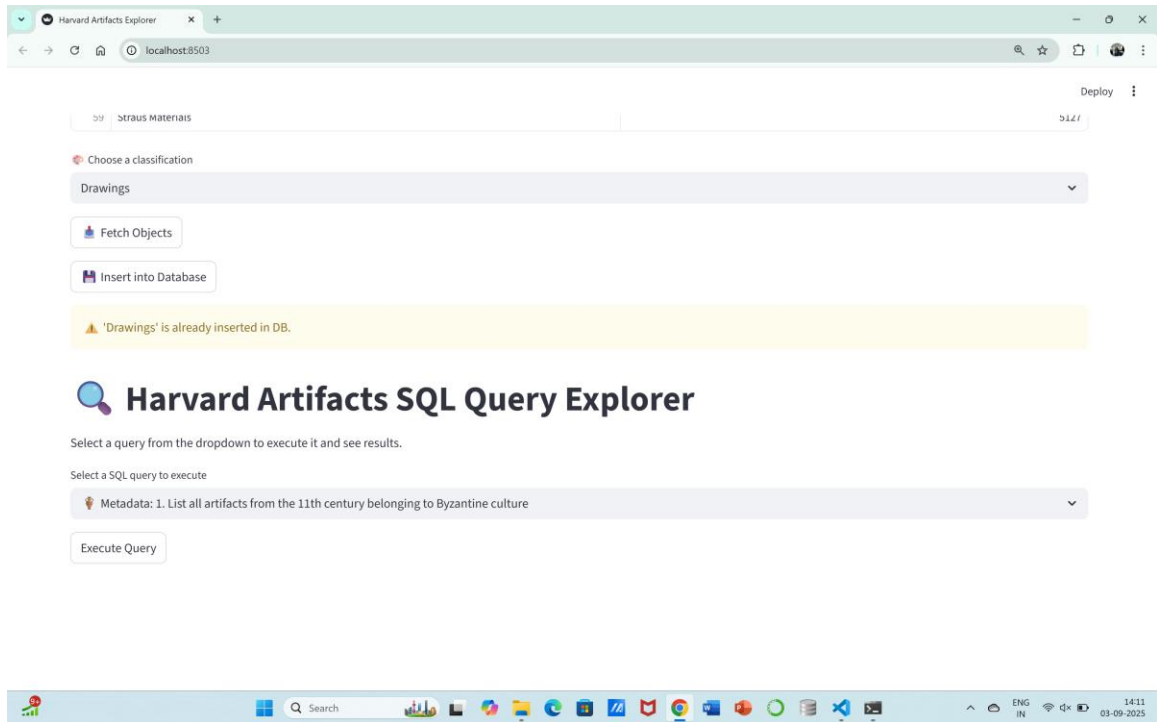 Harvard Artifacts Explorer
localhost:8503
Deploy
59 Straus Materials 5127
Choose a classification
Drawings
Fetch Objects
Insert into Database
'Drawings' is already inserted in DB.
Harvard Artifacts SQL Query Explorer
Select a query from the dropdown to execute it and see results.
Select a SQL query to execute
Metadata: 1. List all artifacts from the 11th century belonging to Byzantine culture
Execute Query
9+
Search
ENG
IN
14:11
03-09-2025